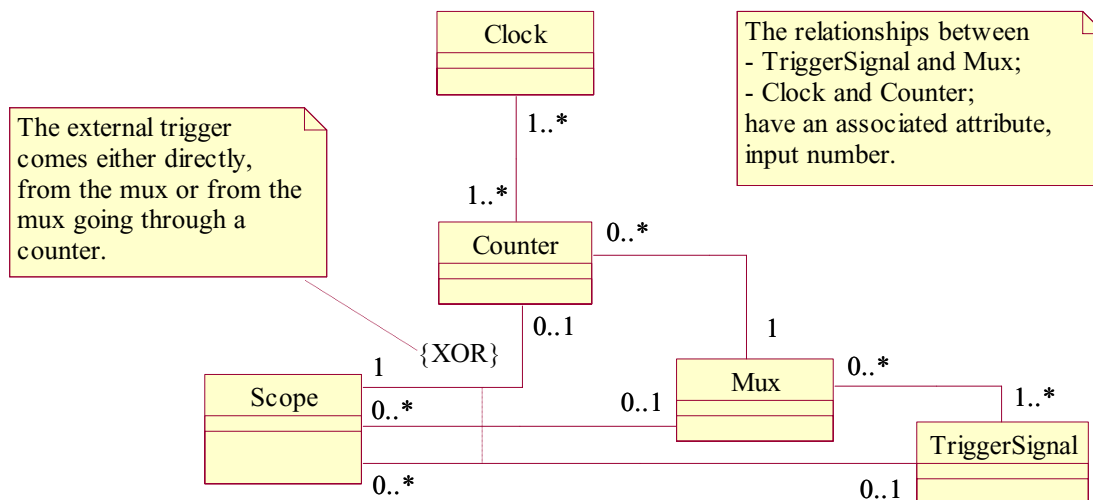 Clock
The relationships between
- TriggerSignal and Mux;
- Clock and Counter;
have an associated attribute,
input number.
The external trigger
comes either directly,
from the mux or from the
mux going through a
counter.
1..*
1..*
Counter
0..*
0..1
1
{XOR}
1
Scope
0..*
0..1
Mux
0..*
1..*
TriggerSignal
0..*
0..1